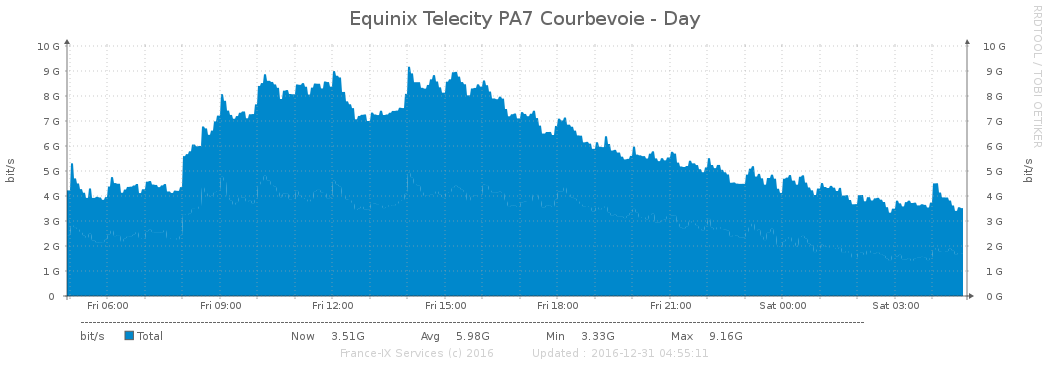 Equinix Telecity PA7 Courbevoie - Day
RRDTOOL / TOBI OETIKER
10 G 10 G
9 G 9 G
8 G 8 G
7 G 7 G
6 G 6 G
5 G 5 G
4 G 4 G
3 G 3 G
2 G 2 G
1 G 1 G
0 0 G
bit/s
bit/s
Fri 06:00 Fri 09:00 Fri 12:00 Fri 15:00 Fri 18:00 Fri 21:00 Sat 00:00 Sat 03:00
bit/s Total Now 3.51G Avg 5.98G Min 3.33G Max 9.16G
France-IX Services (c) 2016 Updated : 2016-12-31 04:55:11